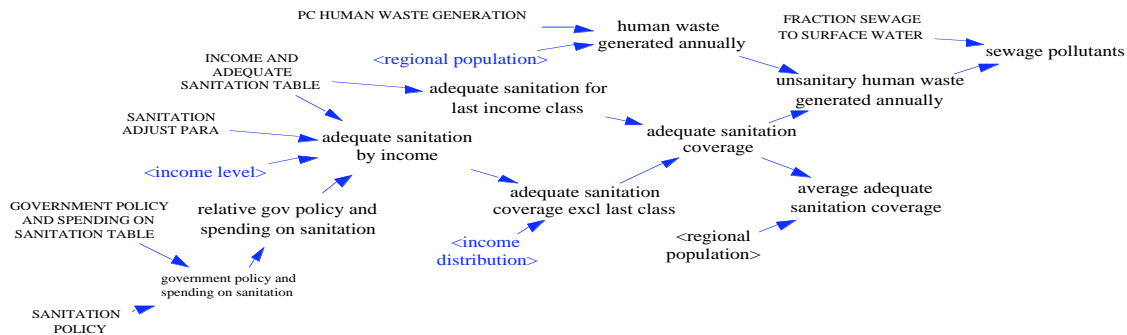 PC HUMAN WASTE GENERATION
human waste
generated annually
<regional population>
FRACTION SEWAGE
TO SURFACE WATER
sewage pollutants
INCOME AND
ADEQUATE
SANITATION TABLE
adequate sanitation for
last income class
unsanitary human waste
generated annually
SANITATION
ADJUST PARA
adequate sanitation
by income
adequate sanitation
coverage
<income level>
GOVERNMENT POLICY
AND SPENDING ON
SANITATION TABLE
relative gov policy and
spending on sanitation
adequate sanitation
coverage excl last class
average adequate
sanitation coverage
<income
distribution>
<regional
population>
government policy and
spending on sanitation
SANITATION
POLICY